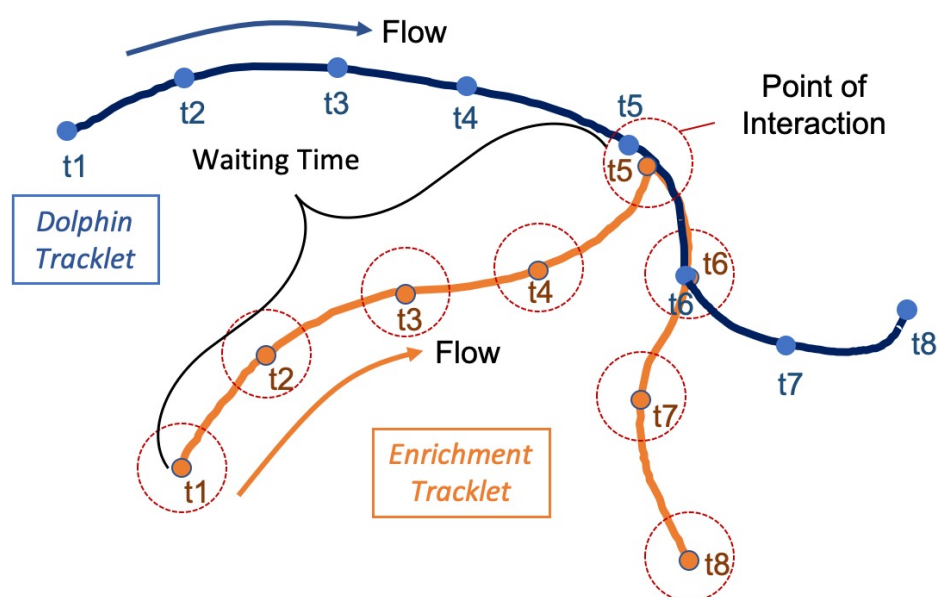 Flow
t1
t2
t3
t4
t5
Point of
Interaction
Waiting Time
Dolphin
Tracklet
t5
t4
t3
t2
t1
Flow
Enrichment
Tracklet
t6
t6
t7
t8
t7
t8